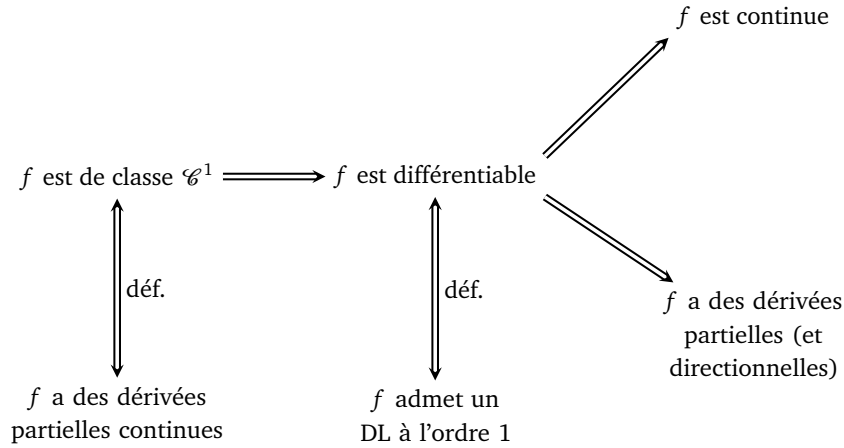 f est continue
f est de classe 𝒞¹
f est différentiable
déf.
déf.
f a des dérivées
partielles (et
directionnelles)
f a des dérivées
partielles continues
f admet un
DL à l'ordre 1